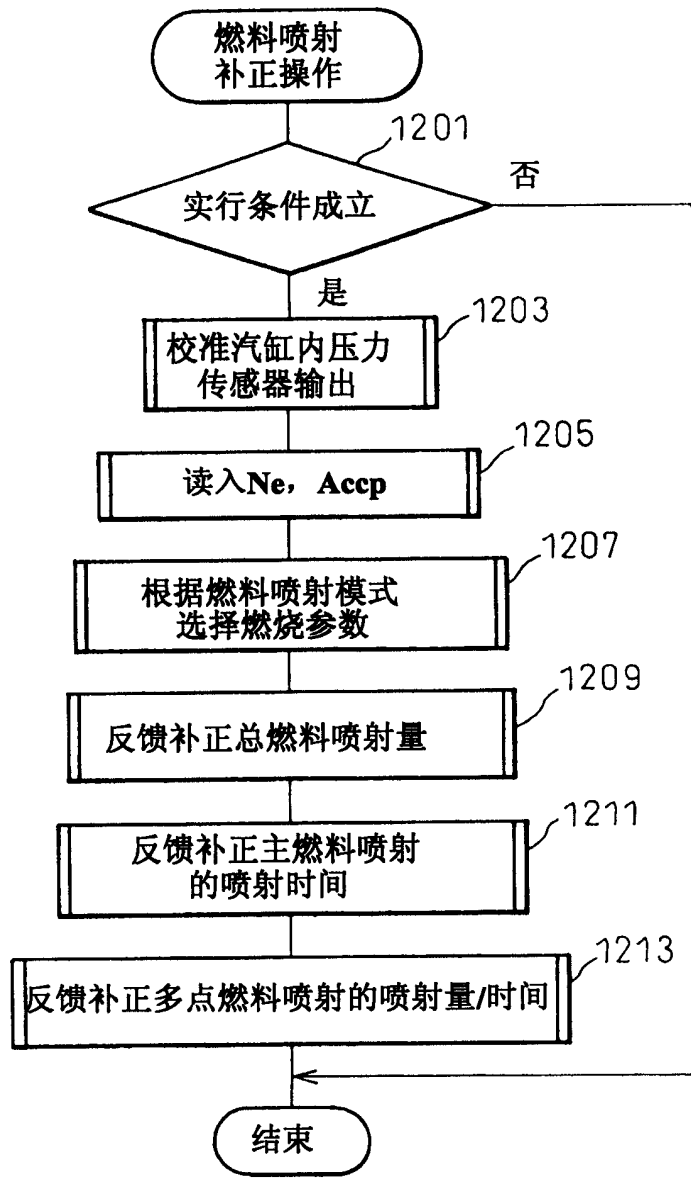 燃料喷射
补正操作
1201
实行条件成立
否
是
1203
校准汽缸内压力
传感器输出
1205
读入Ne，Accp
1207
根据燃料喷射模式
选择燃烧参数
1209
反馈补正总燃料喷射量
1211
反馈补正主燃料喷射
的喷射时间
1213
反馈补正多点燃料喷射的喷射量/时间
结束